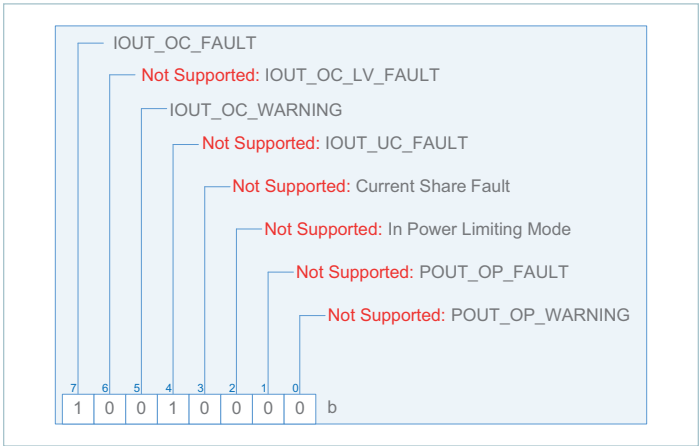 IOUT_OC_FAULT
Not Supported: IOUT_OC_LV_FAULT
IOUT_OC_WARNING
Not Supported: IOUT_UC_FAULT
Not Supported: Current Share Fault
Not Supported: In Power Limiting Mode
Not Supported: POUT_OP_FAULT
Not Supported: POUT_OP_WARNING
7 6 5 4 3 2 1 0
1 0 0 1 0 0 0 0 b